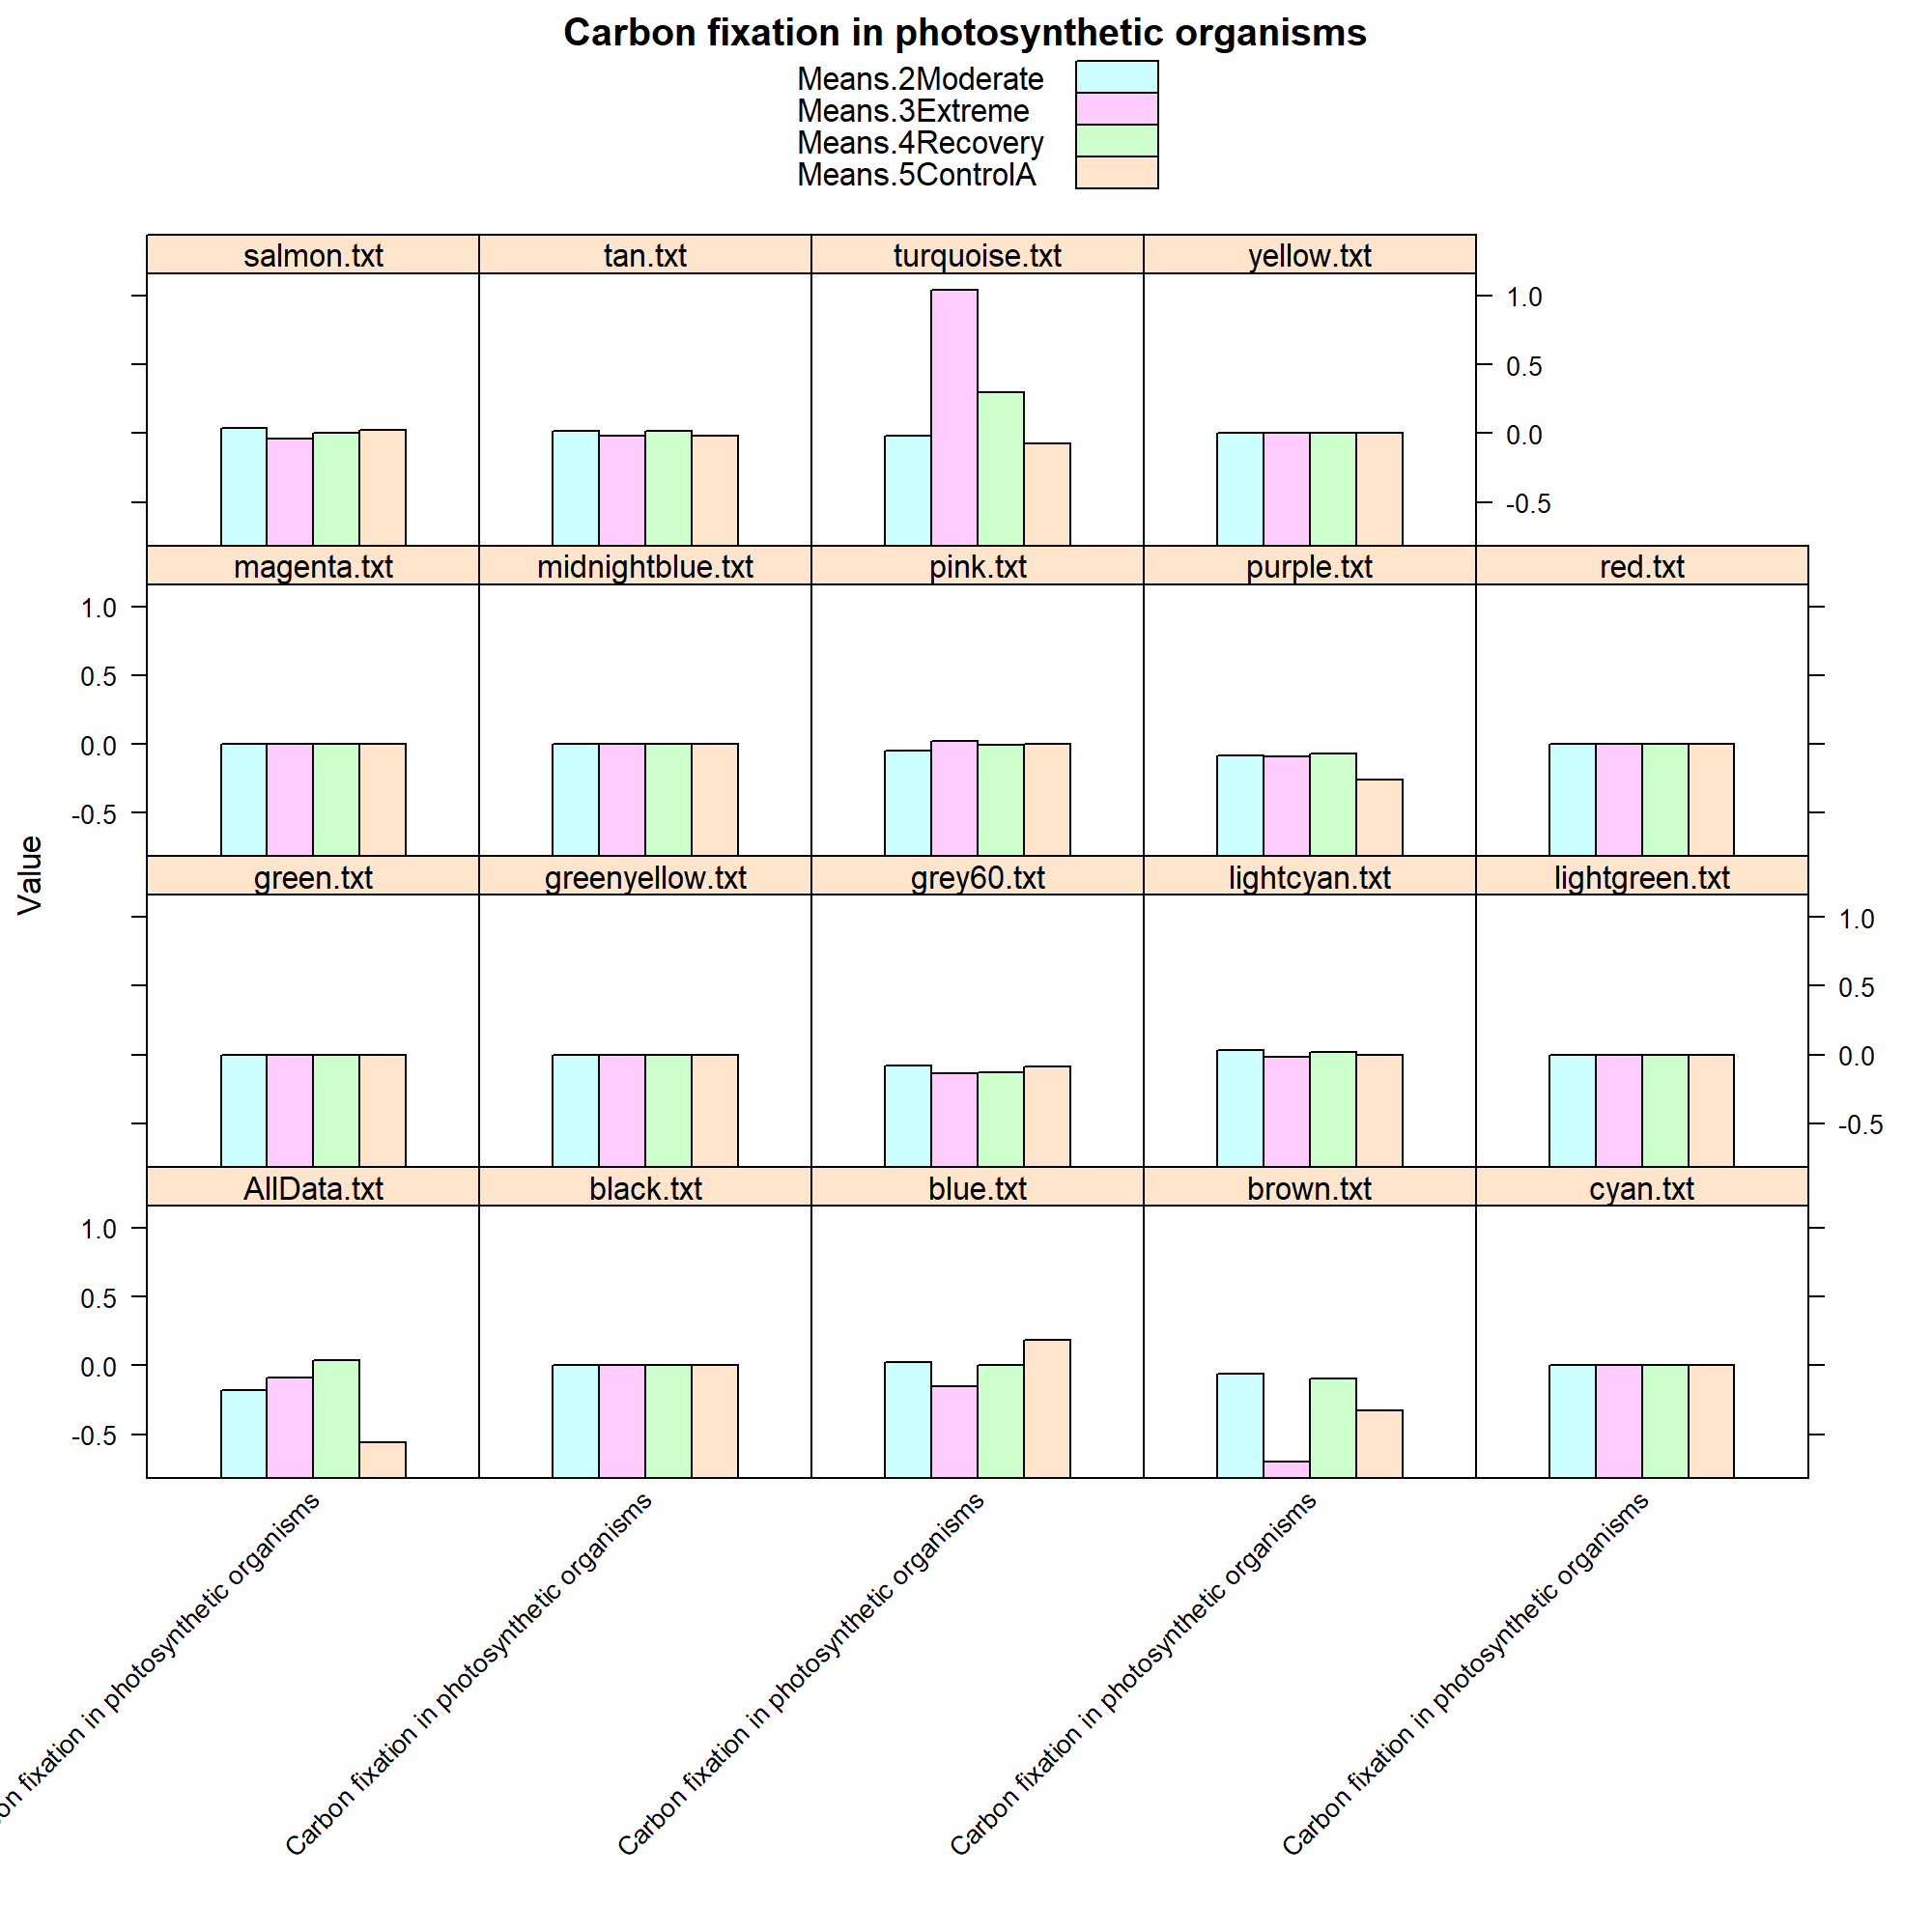 Carbon fixation in photosynthetic organisms
Means.2Moderate
Means.3Extreme
Means.4Recovery
Means.5ControlA
salmon.txt tan.txt turquoise.txt yellow.txt
1.0
0.5
0.0
-0.5
magenta.txt midnightblue.txt pink.txt purple.txt red.txt
1.0
0.5
0.0
-0.5
Value
green.txt greenyellow.txt grey60.txt lightcyan.txt lightgreen.txt
1.0
0.5
0.0
-0.5
AllData.txt black.txt blue.txt brown.txt cyan.txt
1.0
0.5
0.0
-0.5
on fixation in photosynthetic organisms
Carbon fixation in photosynthetic organisms
Carbon fixation in photosynthetic organisms
Carbon fixation in photosynthetic organisms
Carbon fixation in photosynthetic organisms